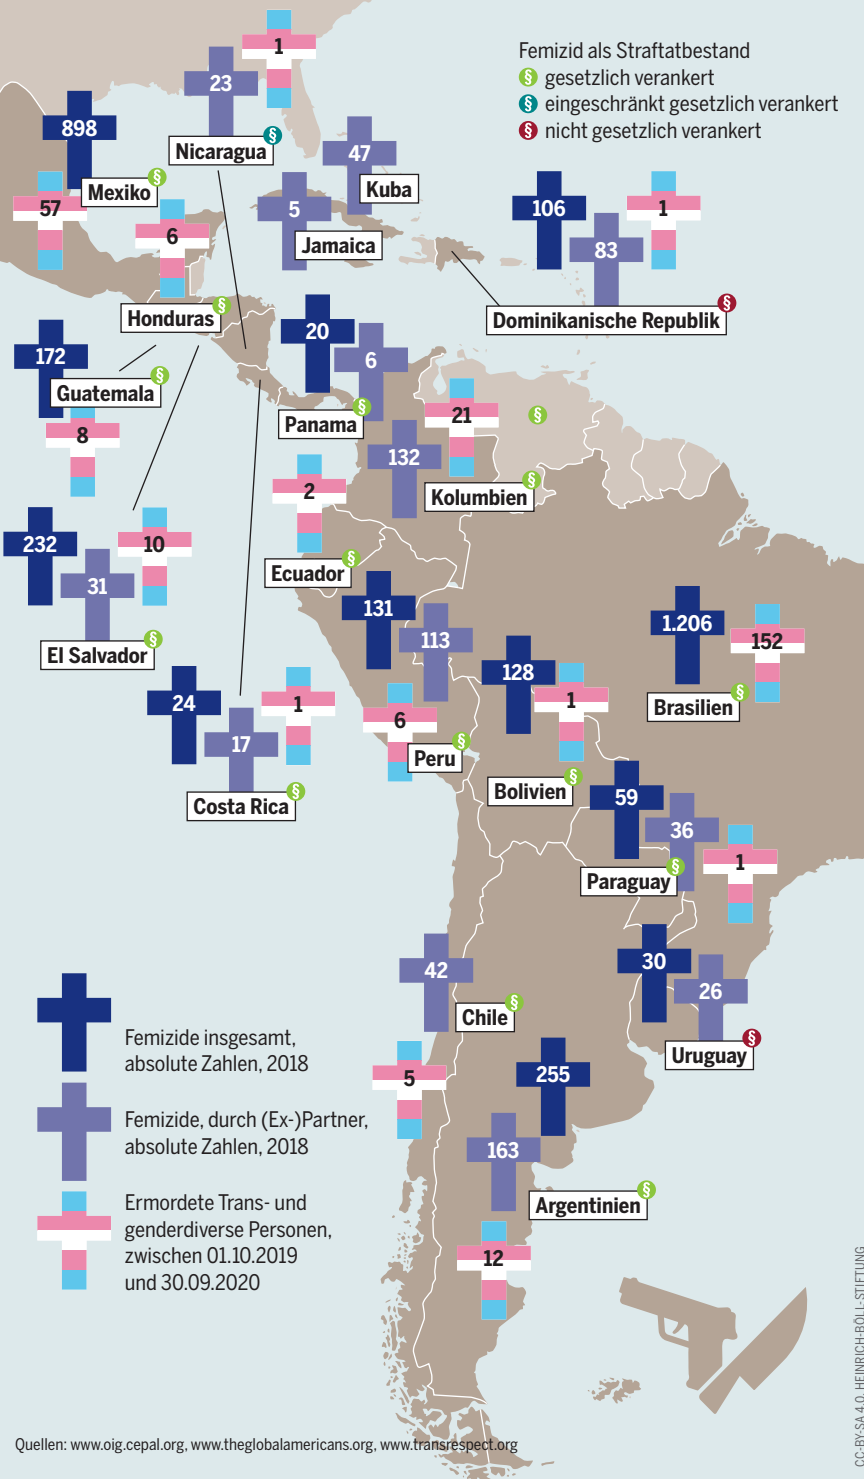 1
23
Nicaragua §
898
Mexiko §
57
6
Honduras §
47
Kuba
5
Jamaica
Femizid als Straftatbestand
§ gesetzlich verankert
§ eingeschränkt gesetzlich verankert
§ nicht gesetzlich verankert
106
83
1
Dominikanische Republik §
172
Guatemala §
8
20
6
Panama §
21
§
132
Kolumbien §
2
Ecuador §
232
31
10
El Salvador §
131
113
6
Peru §
128
1
Bolivien §
1.206
152
Brasilien §
24
17
1
Costa Rica §
59
36
1
Paraguay §
30
26
Uruguay §
42
Chile §
5
255
163
Argentinien §
12
Femizide insgesamt,
absolute Zahlen, 2018
Femizide, durch (Ex-)Partner,
absolute Zahlen, 2018
Ermordete Trans- und
genderdiverse Personen,
zwischen 01.10.2019
und 30.09.2020
Quellen: www.oig.cepal.org, www.theglobalamericans.org, www.transrespect.org
CC-BY-SA 4.0, HEINRICH-BÖLL-STIFTUNG